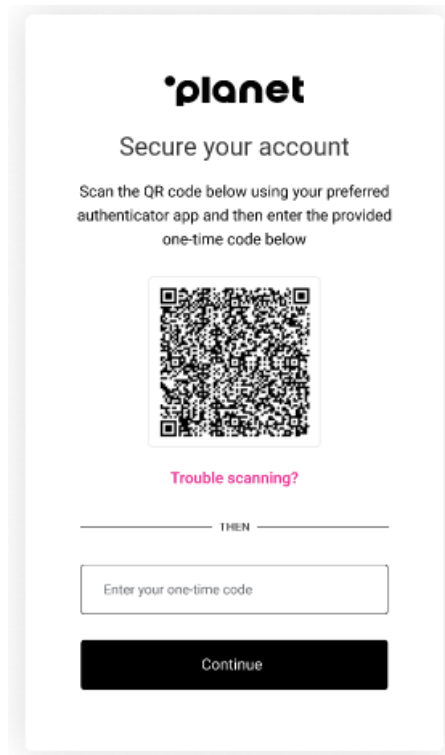 planet
Secure your account
Scan the QR code below using your preferred
authenticator app and then enter the provided
one-time code below
Trouble scanning?
THEN
Enter your one-time code
Continue